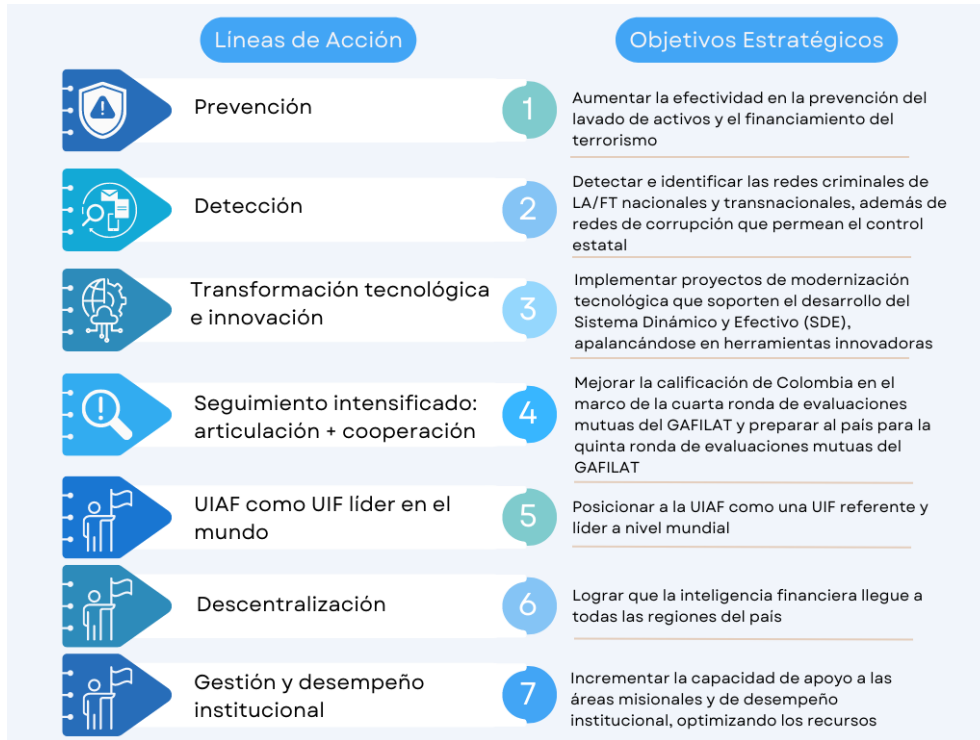 Líneas de Acción
Objetivos Estratégicos
Prevención
1
Aumentar la efectividad en la prevención del
lavado de activos y el financiamiento del
terrorismo
Detección
2
Detectar e identificar las redes criminales de
LA/FT nacionales y transnacionales, además de
redes de corrupción que permean el control
estatal
Transformación tecnológica
e innovación
3
Implementar proyectos de modernización
tecnológica que soporten el desarrollo del
Sistema Dinámico y Efectivo (SDE),
apalancándose en herramientas innovadoras
Seguimiento intensificado:
articulación + cooperación
4
Mejorar la calificación de Colombia en el
marco de la cuarta ronda de evaluaciones
mutuas del GAFILAT y preparar al país para la
quinta ronda de evaluaciones mutuas del
GAFILAT
UIAF como UIF líder en el
mundo
5
Posicionar a la UIAF como una UIF referente y
líder a nivel mundial
Descentralización
6
Lograr que la inteligencia financiera llegue a
todas las regiones del país
Gestión y desempeño
institucional
7
Incrementar la capacidad de apoyo a las
áreas misionales y de desempeño
institucional, optimizando los recursos